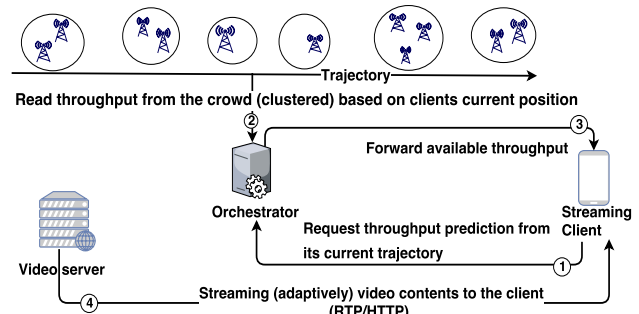 Trajectory
Read throughput from the crowd (clustered) based on clients current position
2
3
Forward available throughput
Orchestrator
Streaming
Client
Request throughput prediction from
its current trajectory
1
Video server
4
Streaming (adaptively) video contents to the client
(RTP/HTTP)